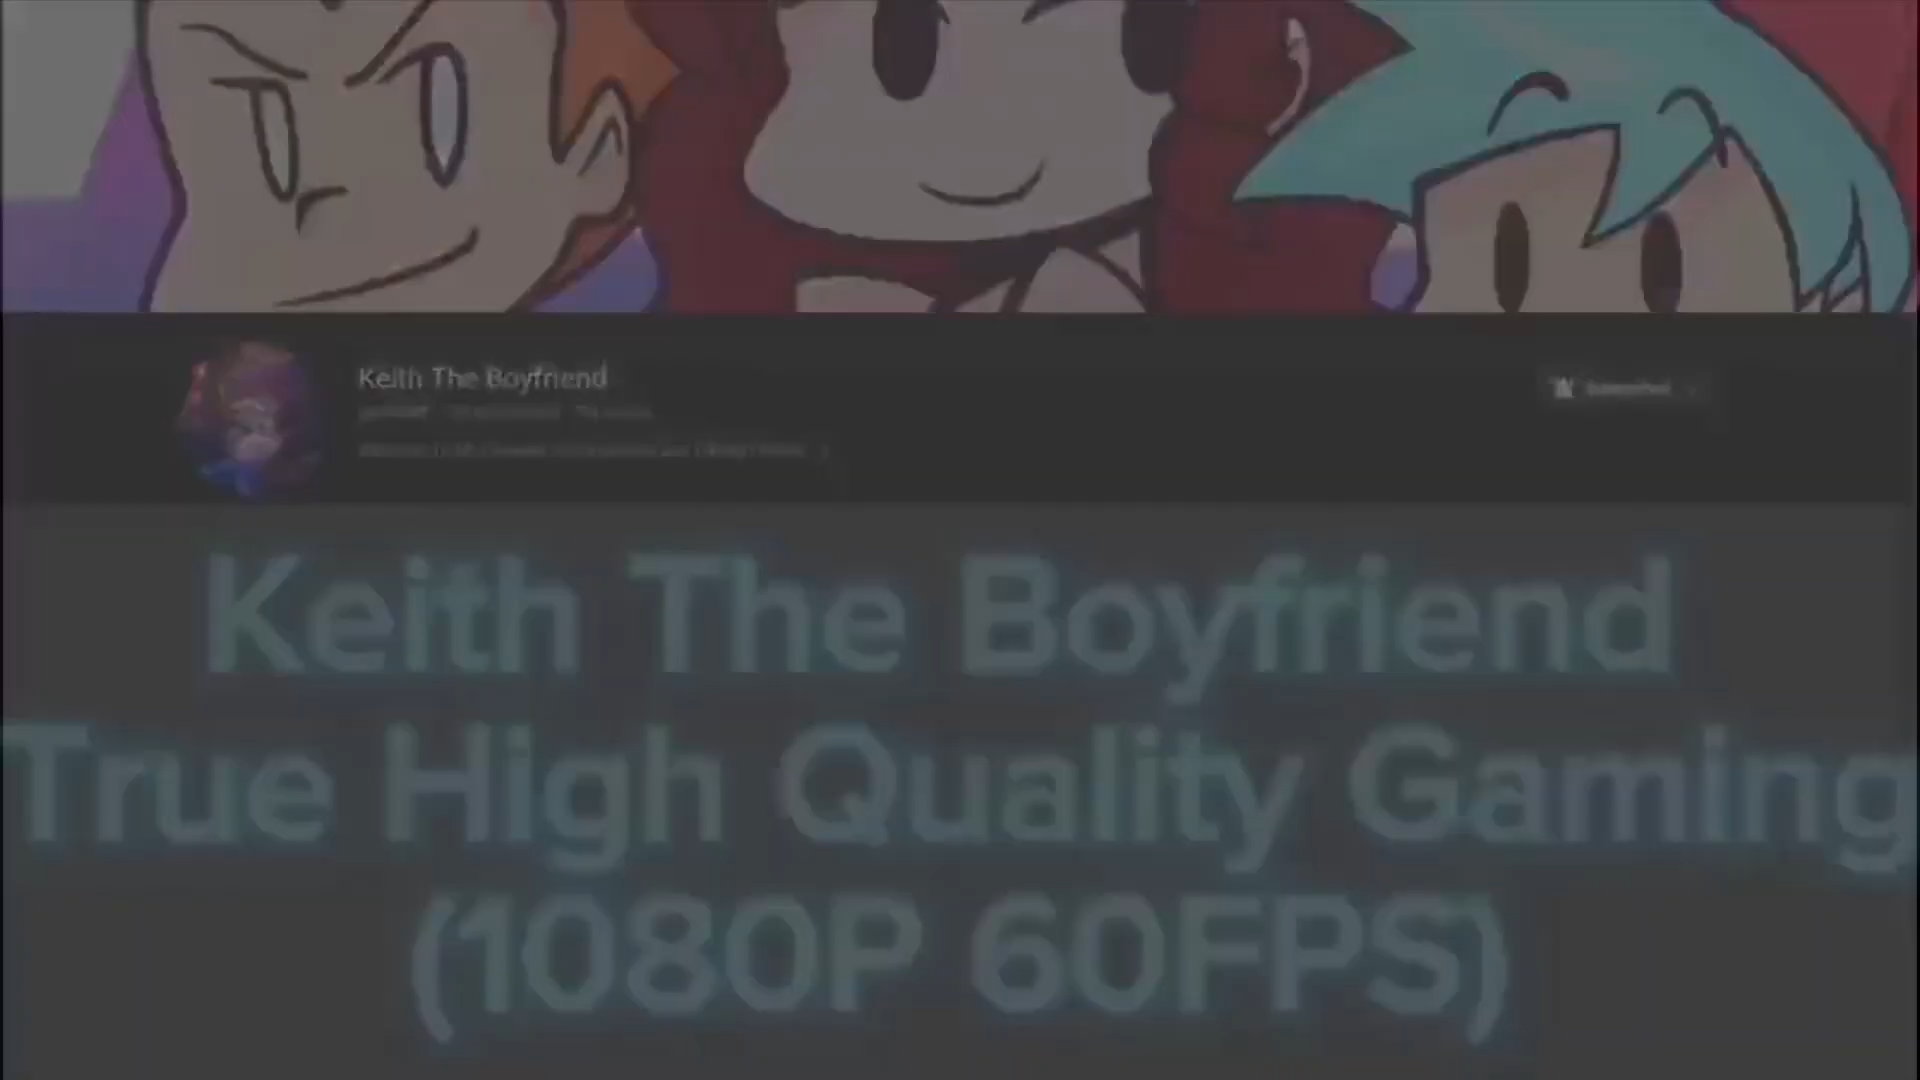 Keith The Boyfriend
Keith The Boyfriend
True High Quality Gaming
(1080P 60FPS)